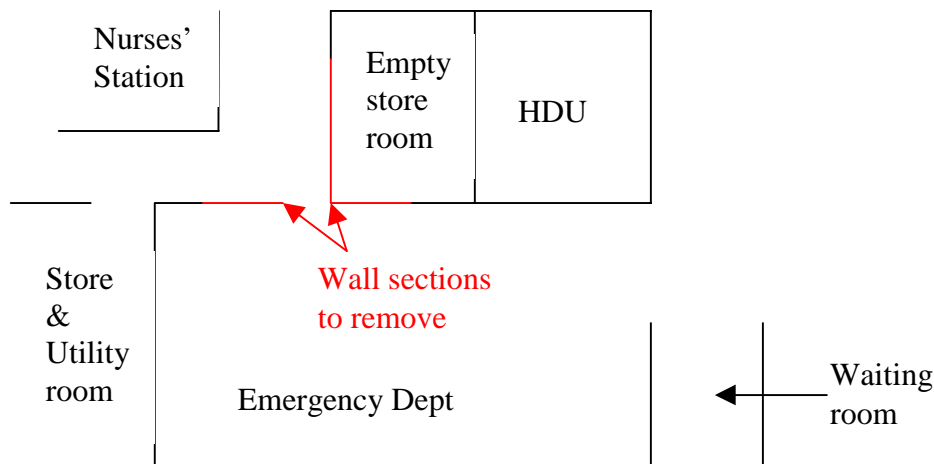 Nurses’
Station
Empty
store
room
HDU
Store
&
Utility
room
Wall sections
to remove
Emergency Dept
Waiting
room